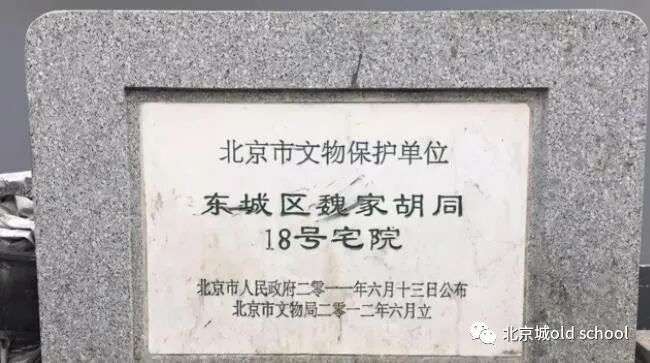 北京市文物保护单位
东城区魏家胡同
18号宅院
北京市人民政府二零一一年六月十三日公布
北京市文物局二零一二年六月立
北京城old school